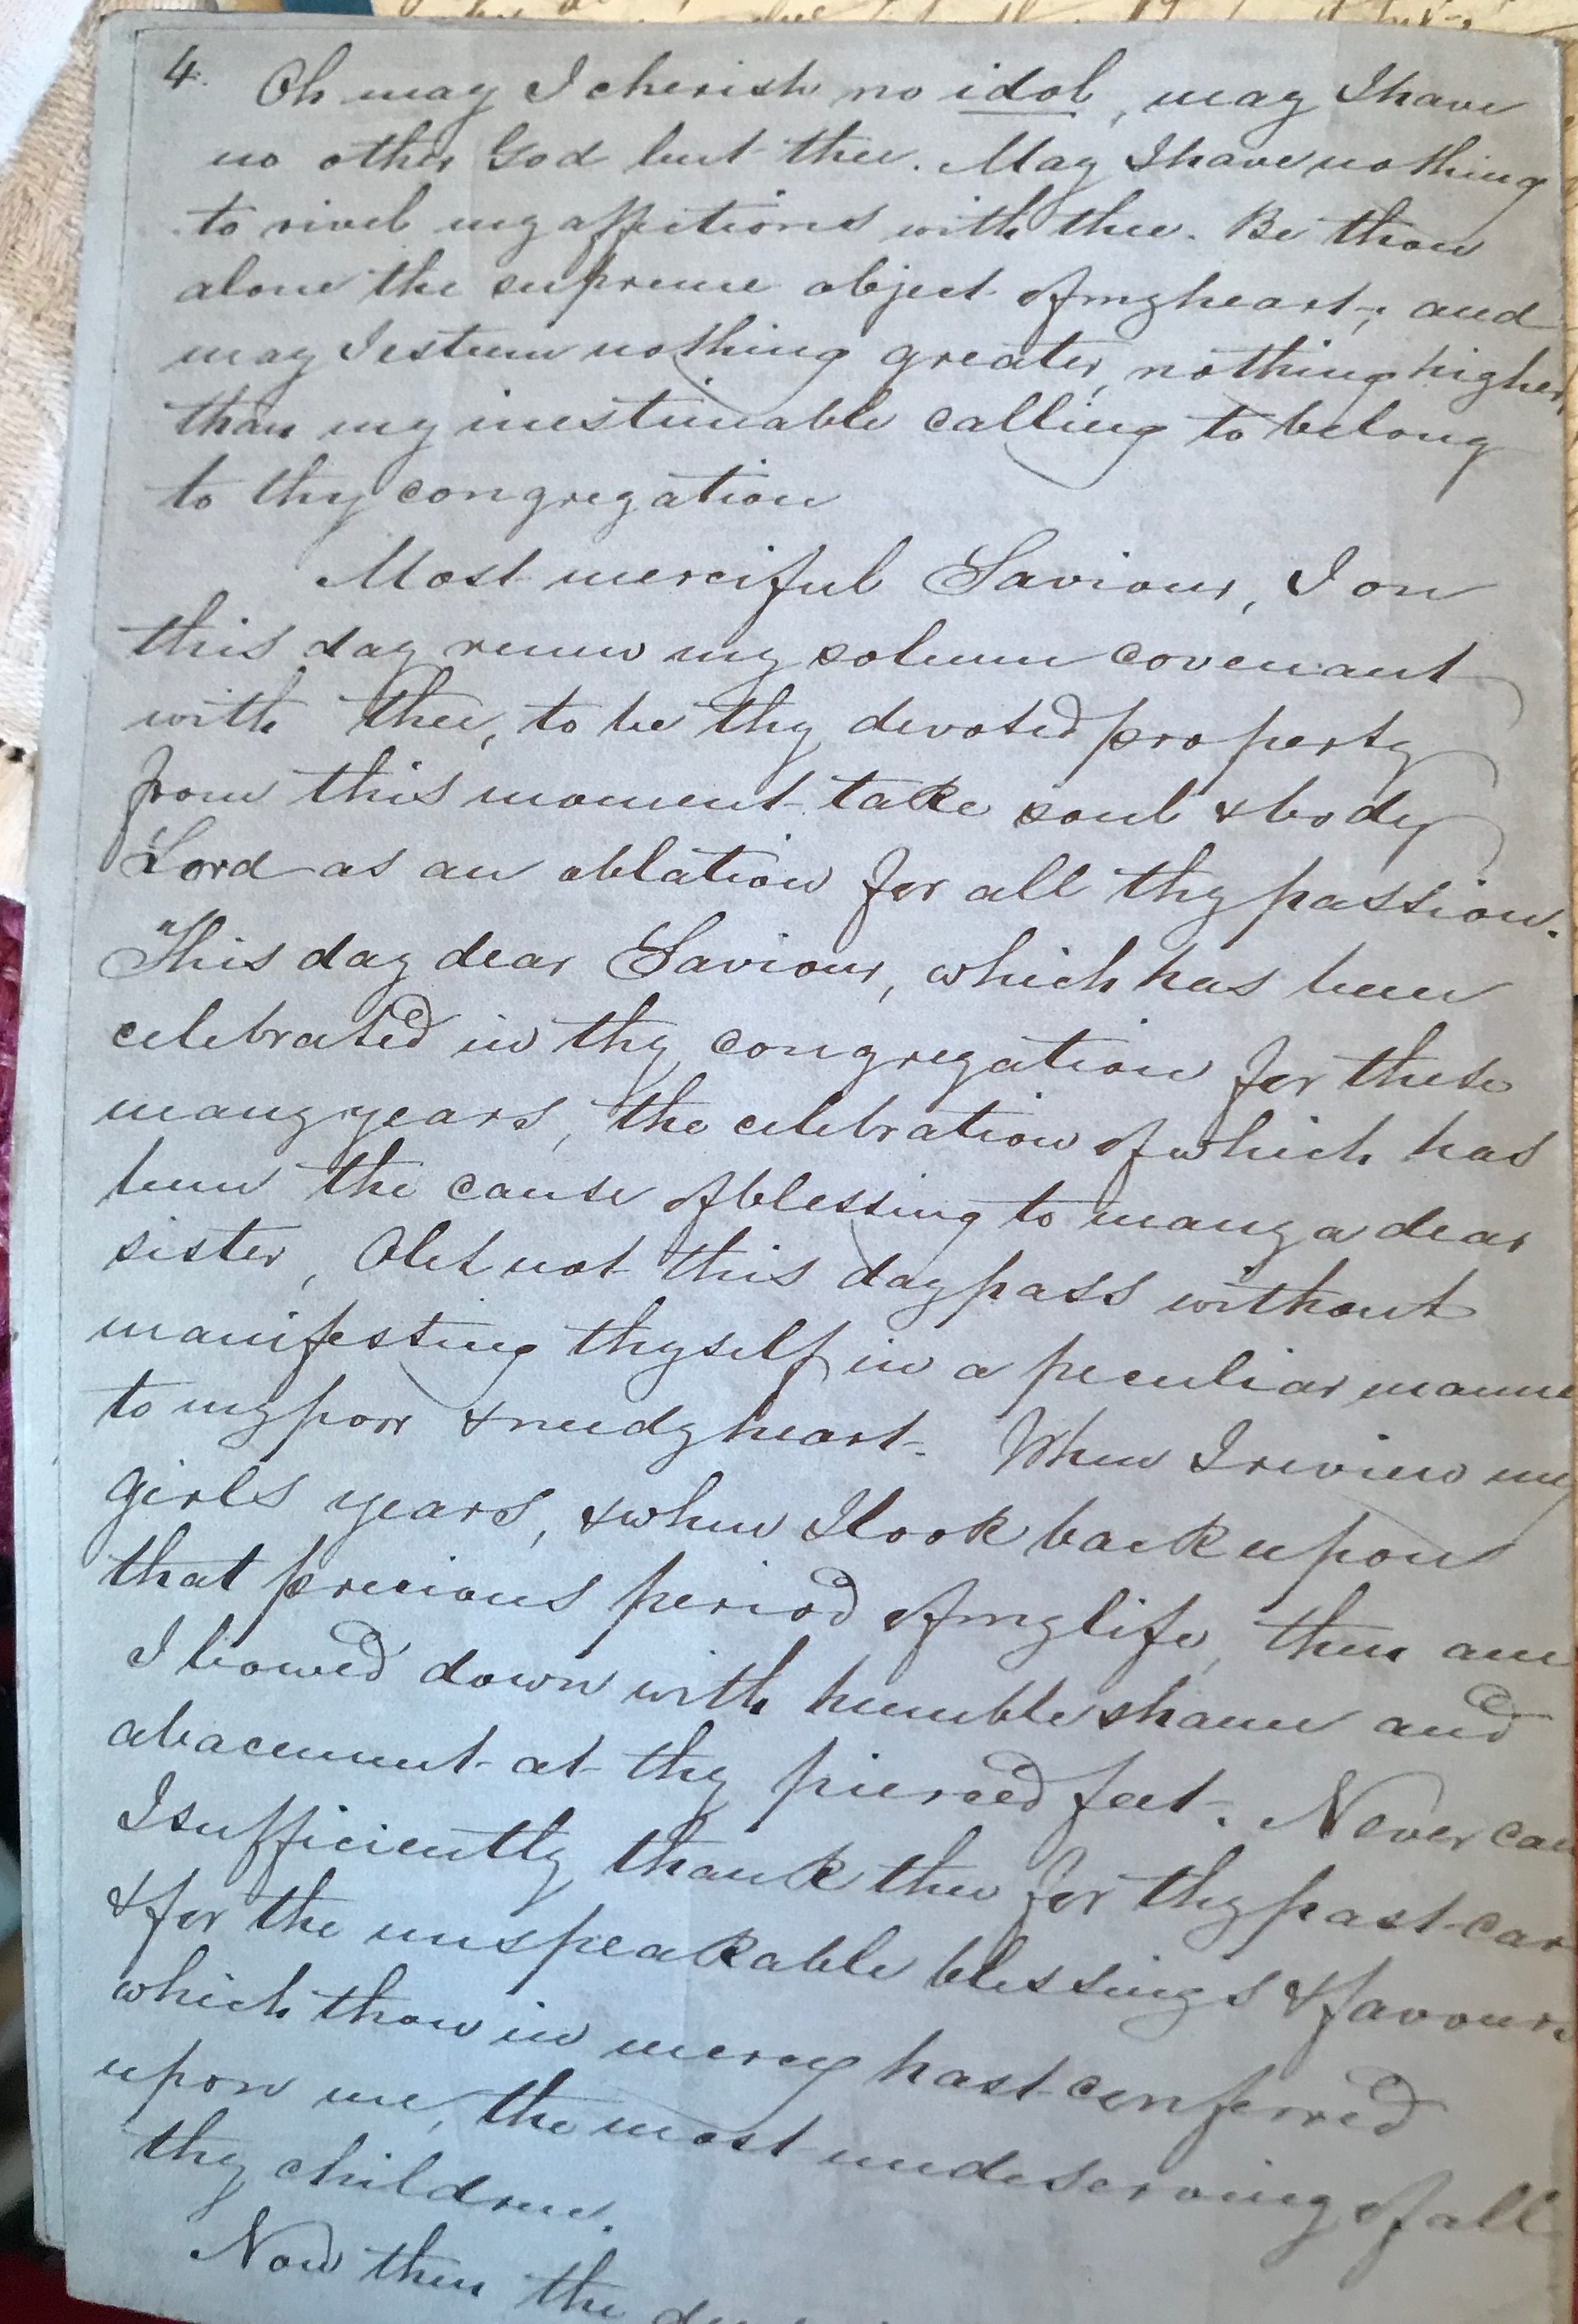 4. Oh may I cherish no idol, may I have
no other God but thee. May I have nothing
to rivel my affections with thee. Be thou
alone the supreme object of my heart; and
may I esteem nothing greater, nothing higher,
than my inestimable calling to belong
to thy congregation
Most merciful Saviour, I on
this day renew my solemn covenant
with thee, to be thy devoted property
from this moment take soul & body
Lord as an oblation for all thy passion.
This day dear Saviour, which has been
celebrated in thy congregation for these
many years, the celebration of which has
been the cause of blessing to many a dear
sister, O let not this day pass without
manifesting thyself in a peculiar manne
to my poor & needy heart. When I review my
girls years, & when I look back upon
that precious period of my life, then am
I bowed down with humble shame and
abacement at thy pierced feet. Never can
I sufficiently thank thee for thy past car
& for the unspeakable blessings & favours
which thou in mercy hast conferred
upon me, the most undeserving of all
thy children.
Now then the